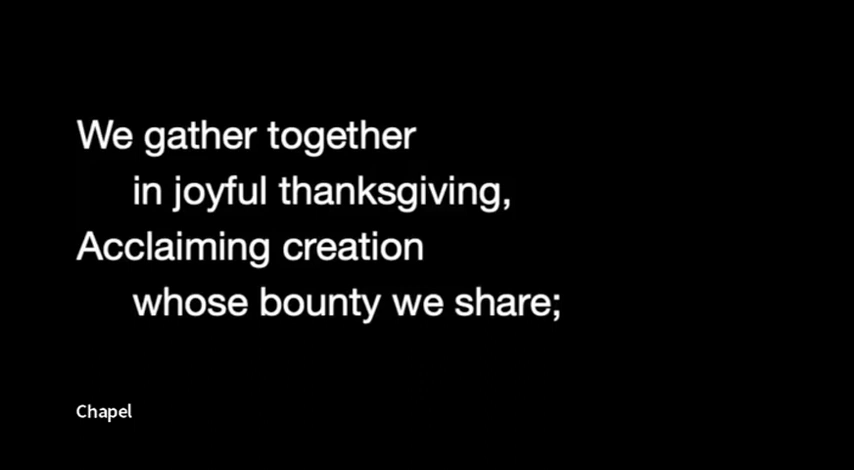 We gather together
in joyful thanksgiving,
Acclaiming creation
whose bounty we share;
Chapel